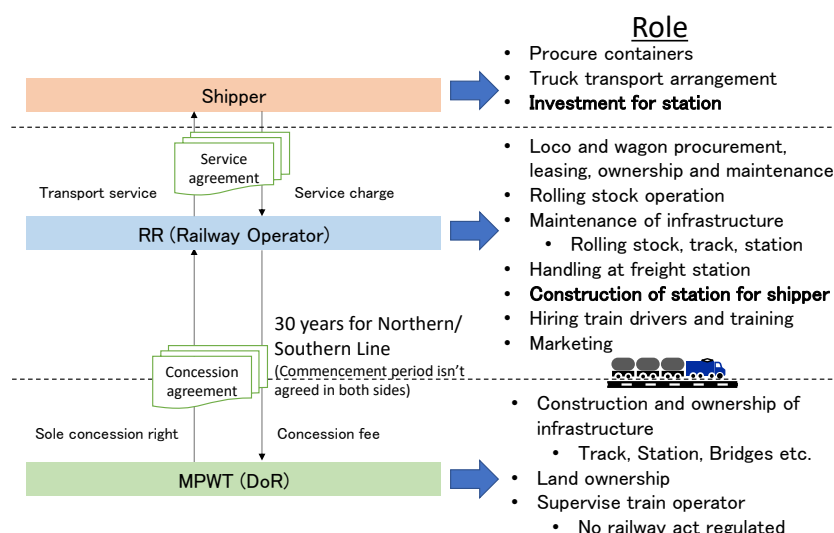 Role
• Procure containers
• Truck transport arrangement
• Investment for station
Shipper
Service
agreement
Transport service
Service charge
• Loco and wagon procurement,
leasing, ownership and maintenance
• Rolling stock operation
• Maintenance of infrastructure
• Rolling stock, track, station
• Handling at freight station
• Construction of station for shipper
• Hiring train drivers and training
• Marketing
RR (Railway Operator)
30 years for Northern/
Southern Line
(Commencement period isn't
agreed in both sides)
Concession
agreement
Sole concession right
Concession fee
• Construction and ownership of
infrastructure
• Track, Station, Bridges etc.
• Land ownership
• Supervise train operator
• No railway act regulated
MPWT (DoR)